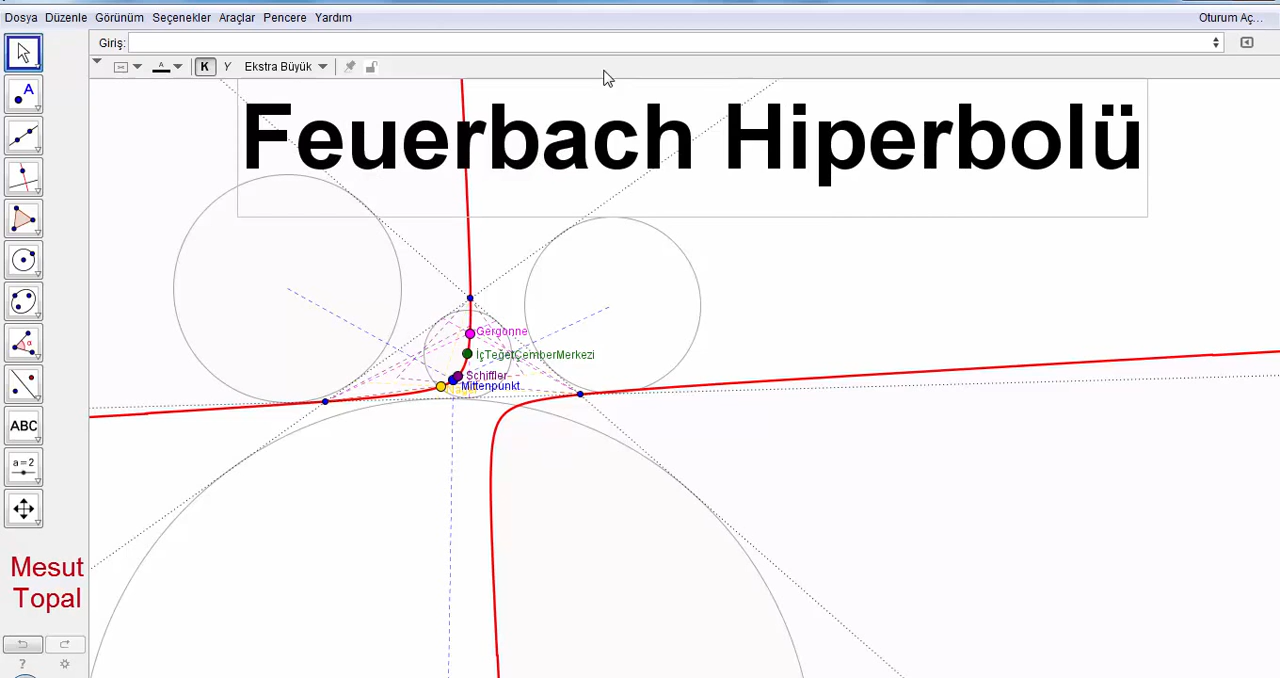 Dosya Düzenle Görünüm Seçenekler Araçlar Pencere Yardım Oturum Aç...
Giriş:
A K Y Ekstra Büyük
Feuerbach Hiperbolü
Gergonne
İçTeğetÇemberMerkezi
Schiffler
Mittenpunkt
A
α
ABC
a=2
Mesut
Topal
?